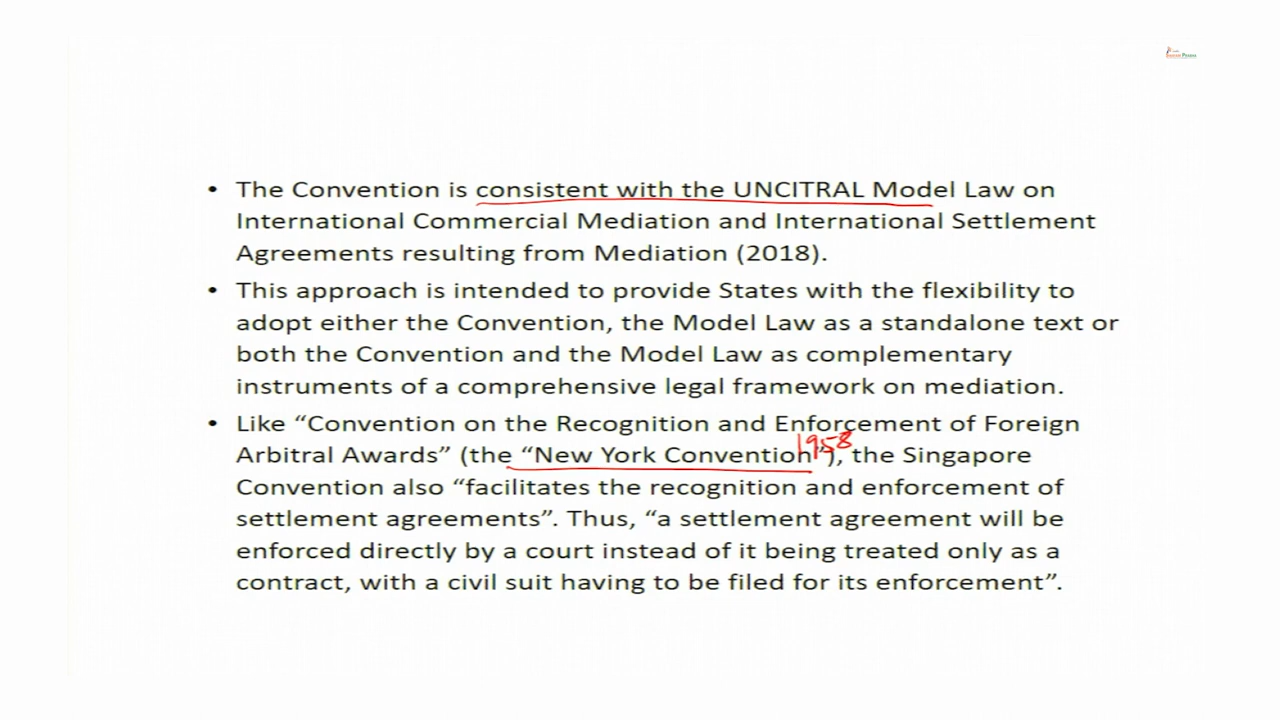 • The Convention is consistent with the UNCITRAL Model Law on
International Commercial Mediation and International Settlement
Agreements resulting from Mediation (2018).
• This approach is intended to provide States with the flexibility to
adopt either the Convention, the Model Law as a standalone text or
both the Convention and the Model Law as complementary
instruments of a comprehensive legal framework on mediation.
• Like “Convention on the Recognition and Enforcement of Foreign
1958
Arbitral Awards” (the “New York Convention”), the Singapore
Convention also “facilitates the recognition and enforcement of
settlement agreements”. Thus, “a settlement agreement will be
enforced directly by a court instead of it being treated only as a
contract, with a civil suit having to be filed for its enforcement”.